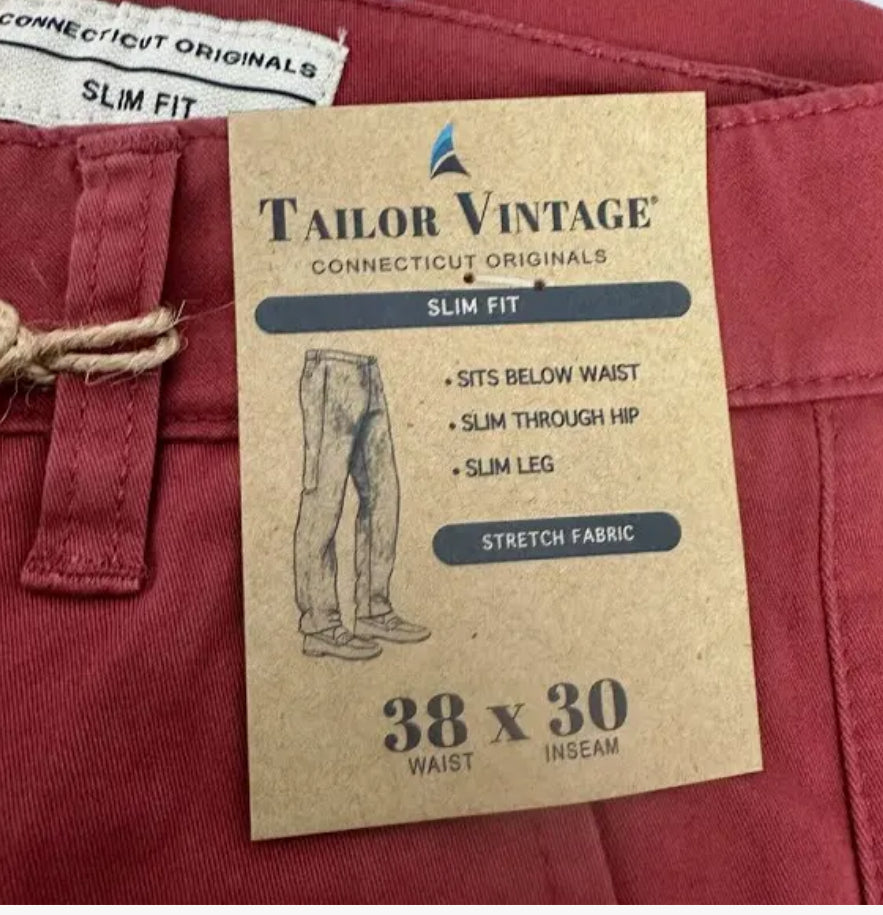 CONNECTICUT ORIGINALS
SLIM FIT
TAILOR VINTAGE®
CONNECTICUT ORIGINALS
SLIM FIT
• SITS BELOW WAIST
• SLIM THROUGH HIP
• SLIM LEG
STRETCH FABRIC
38 x 30
WAIST INSEAM